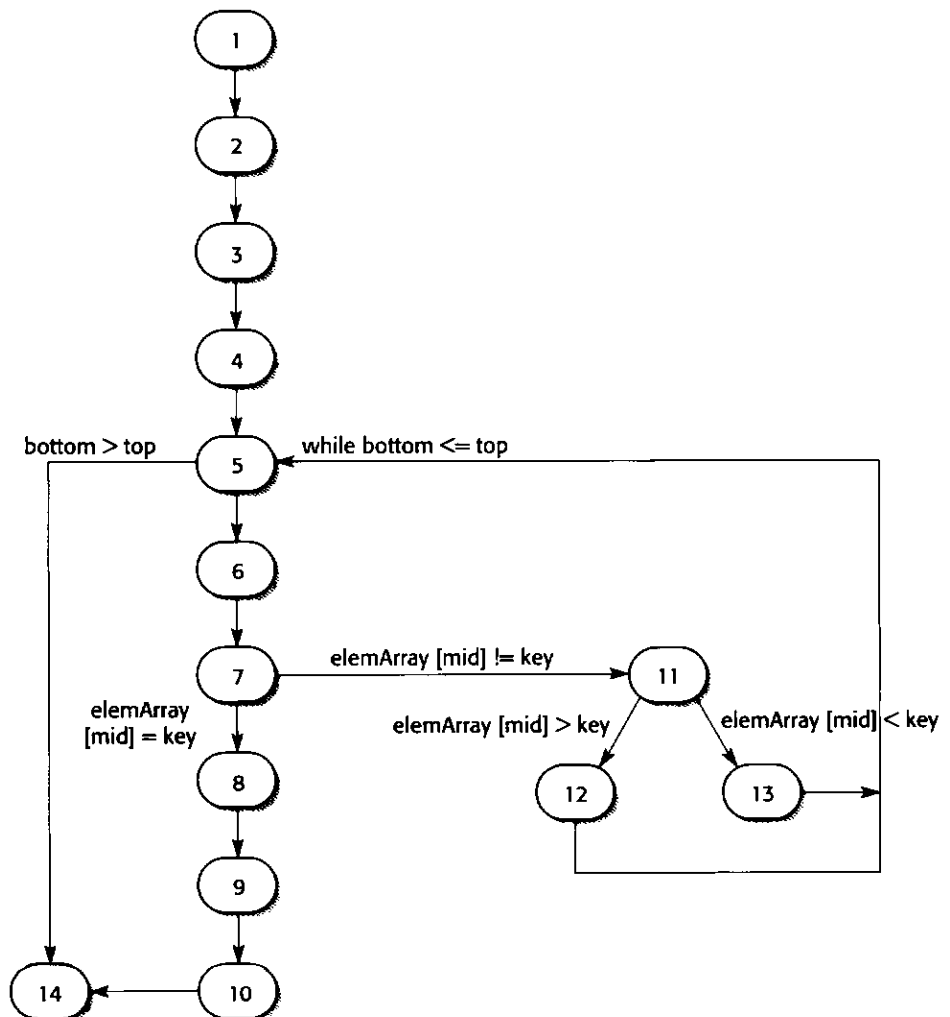 1
2
3
4
bottom > top
5
while bottom <= top
6
7
elemArray [mid] != key
11
elemArray
[mid] = key
elemArray [mid] > key
elemArray [mid] < key
8
12
13
9
14
10